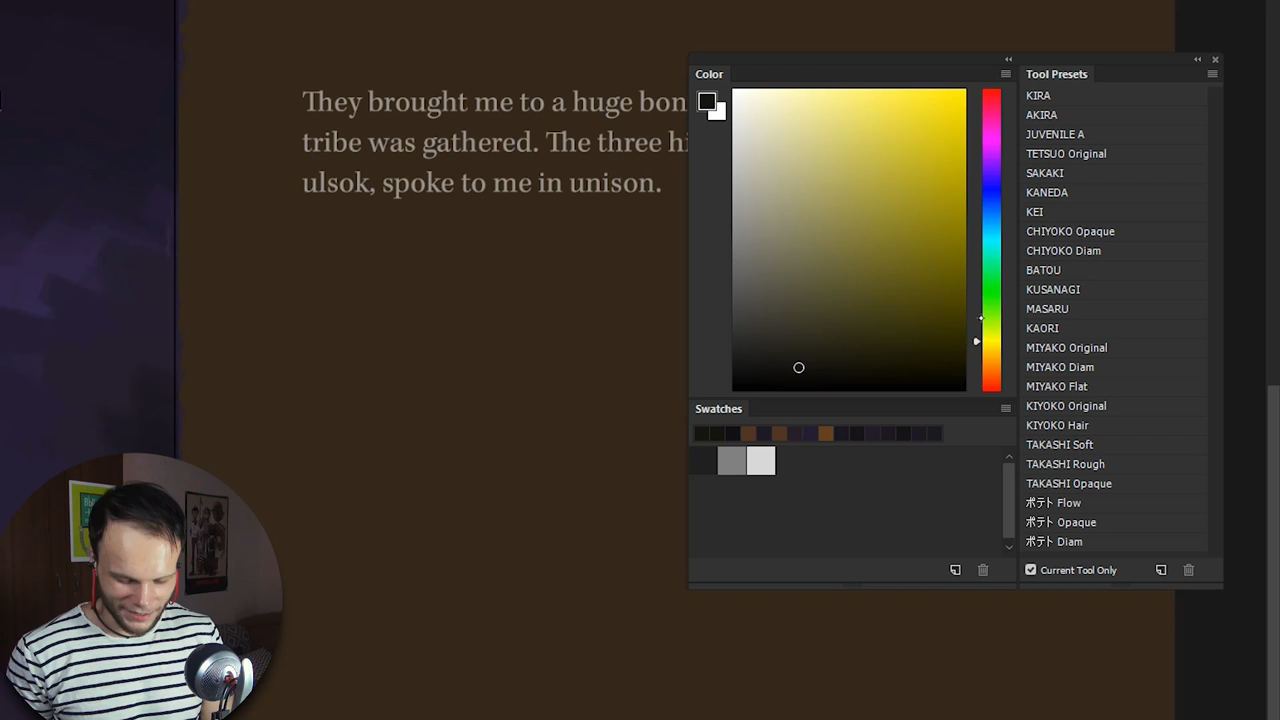 They brought me to a huge bon
tribe was gathered. The three hi
ulsok, spoke to me in unison.
Color
Swatches
Tool Presets
KIRA
AKIRA
JUVENILE A
TETSUO Original
SAKAKI
KANEDA
KEI
CHIYOKO Opaque
CHIYOKO Diam
BATOU
KUSANAGI
MASARU
KAORI
MIYAKO Original
MIYAKO Diam
MIYAKO Flat
KIYOKO Original
KIYOKO Hair
TAKASHI Soft
TAKASHI Rough
TAKASHI Opaque
ポテト Flow
ポテト Opaque
ポテト Diam
Current Tool Only